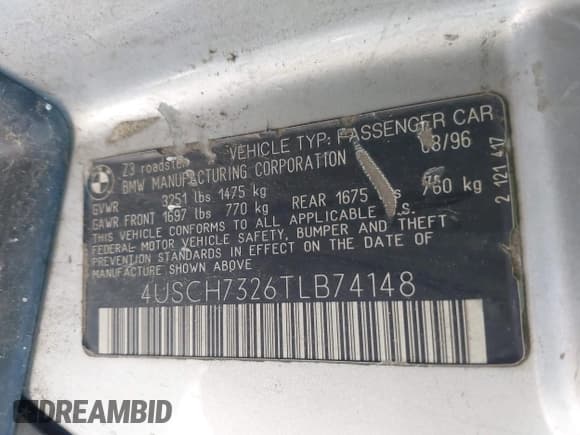 Z3 roadster VEHICLE TYP: PASSENGER CAR
BMW MANUFACTURING CORPORATION 08/96
GVWR 3251 lbs 1475 kg
GAWR FRONT 1697 lbs 770 kg REAR 1675 lbs 760 kg
THIS VEHICLE CONFORMS TO ALL APPLICABLE U.S.
FEDERAL MOTOR VEHICLE SAFETY, BUMPER AND THEFT
PREVENTION STANDARDS IN EFFECT ON THE DATE OF
MANUFACTURE SHOWN ABOVE
4USCH7326TLB74148
2 121 417
DREAMBID